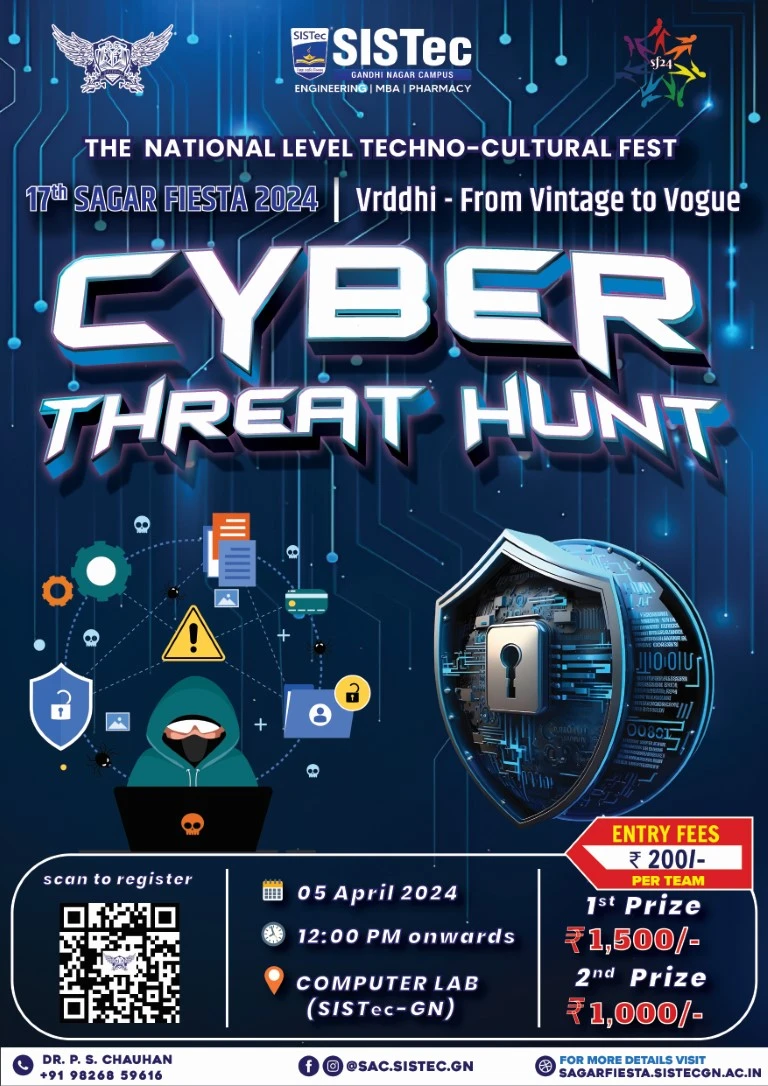 SISTec
SISTec
GANDHI NAGAR CAMPUS
ENGINEERING | MBA | PHARMACY
sf24
THE NATIONAL LEVEL TECHNO-CULTURAL FEST
17th SAGAR FIESTA 2024 | Vrddhi - From Vintage to Vogue
CYBER
THREAT HUNT
ENTRY FEES
₹ 200/-
PER TEAM
scan to register
05 April 2024
12:00 PM onwards
COMPUTER LAB
(SISTec-GN)
1st Prize
₹1,500/-
2nd Prize
₹1,000/-
DR. P. S. CHAUHAN
+91 98268 59616
@SAC.SISTEC.GN
FOR MORE DETAILS VISIT
SAGARFIESTA.SISTECGN.AC.IN